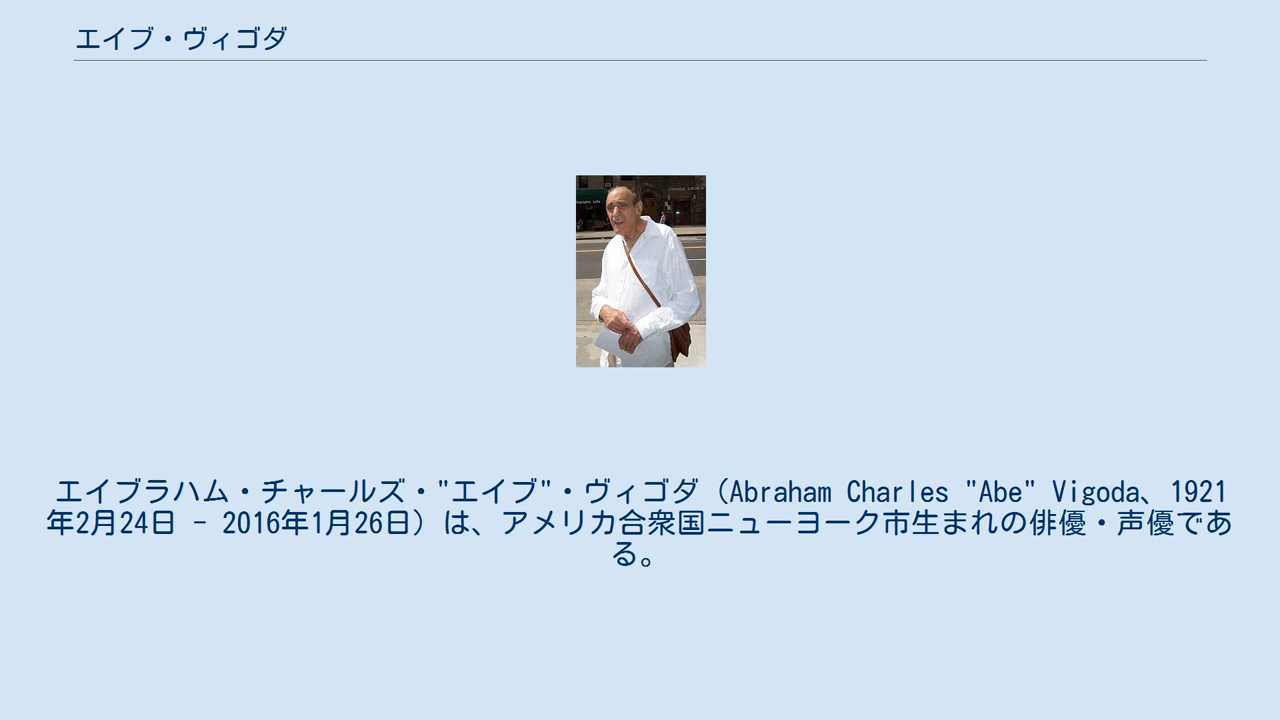 エイブ・ヴィゴダ
エイブラハム・チャールズ・"エイブ"・ヴィゴダ（Abraham Charles "Abe" Vigoda、1921
年2月24日 - 2016年1月26日）は、アメリカ合衆国ニューヨーク市生まれの俳優・声優であ
る。